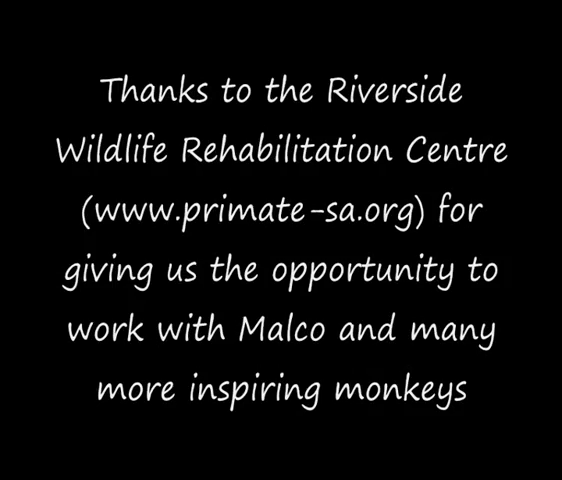 Thanks to the Riverside
Wildlife Rehabilitation Centre
(www.primate-sa.org) for
giving us the opportunity to
work with Malco and many
more inspiring monkeys